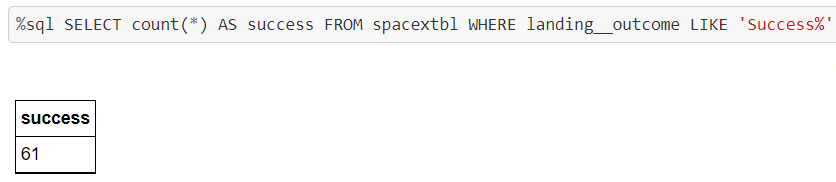 %sql SELECT count(*) AS success FROM spacextbl WHERE landing__outcome LIKE 'Success%'
success
61